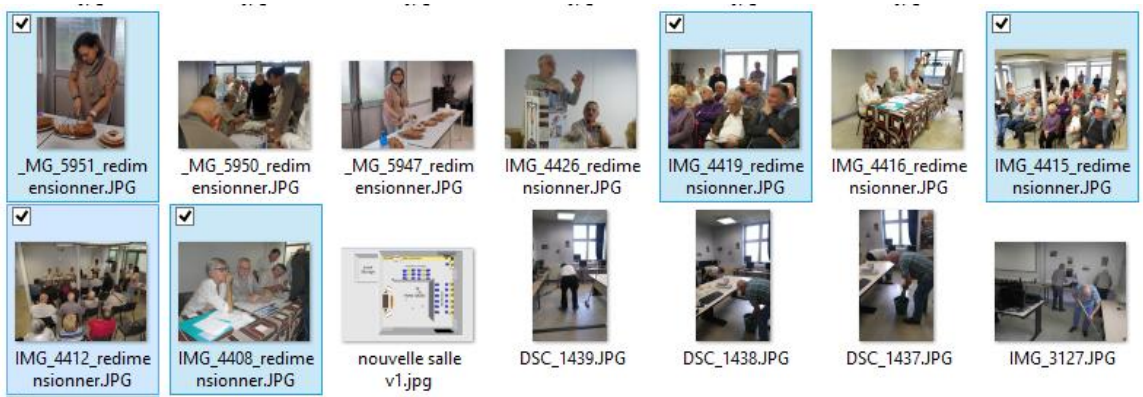 _MG_5951_redim
ensionner.JPG
_MG_5950_redim
ensionner.JPG
_MG_5947_redim
ensionner.JPG
IMG_4426_redime
nsionner.JPG
IMG_4419_redime
nsionner.JPG
IMG_4416_redime
nsionner.JPG
IMG_4415_redime
nsionner.JPG
IMG_4412_redime
nsionner.JPG
IMG_4408_redime
nsionner.JPG
nouvelle salle
v1.jpg
DSC_1439.JPG
DSC_1438.JPG
DSC_1437.JPG
IMG_3127.JPG